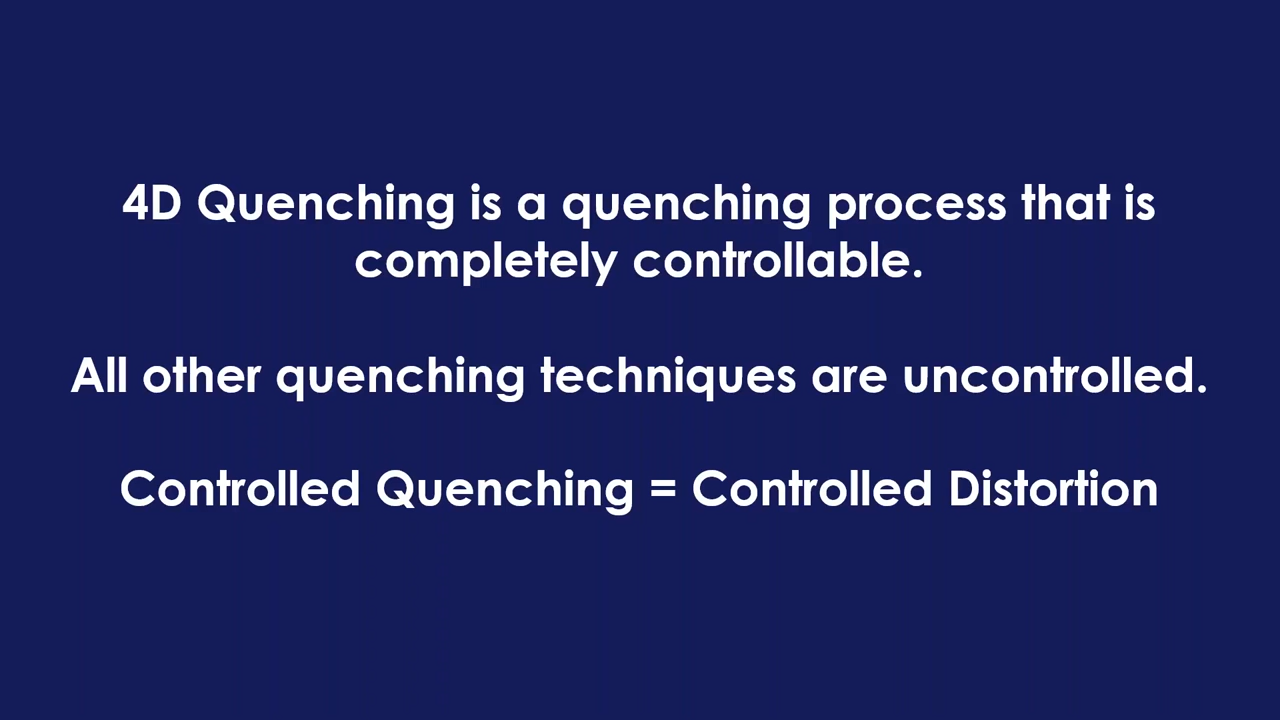 4D Quenching is a quenching process that is
completely controllable.
All other quenching techniques are uncontrolled.
Controlled Quenching = Controlled Distortion